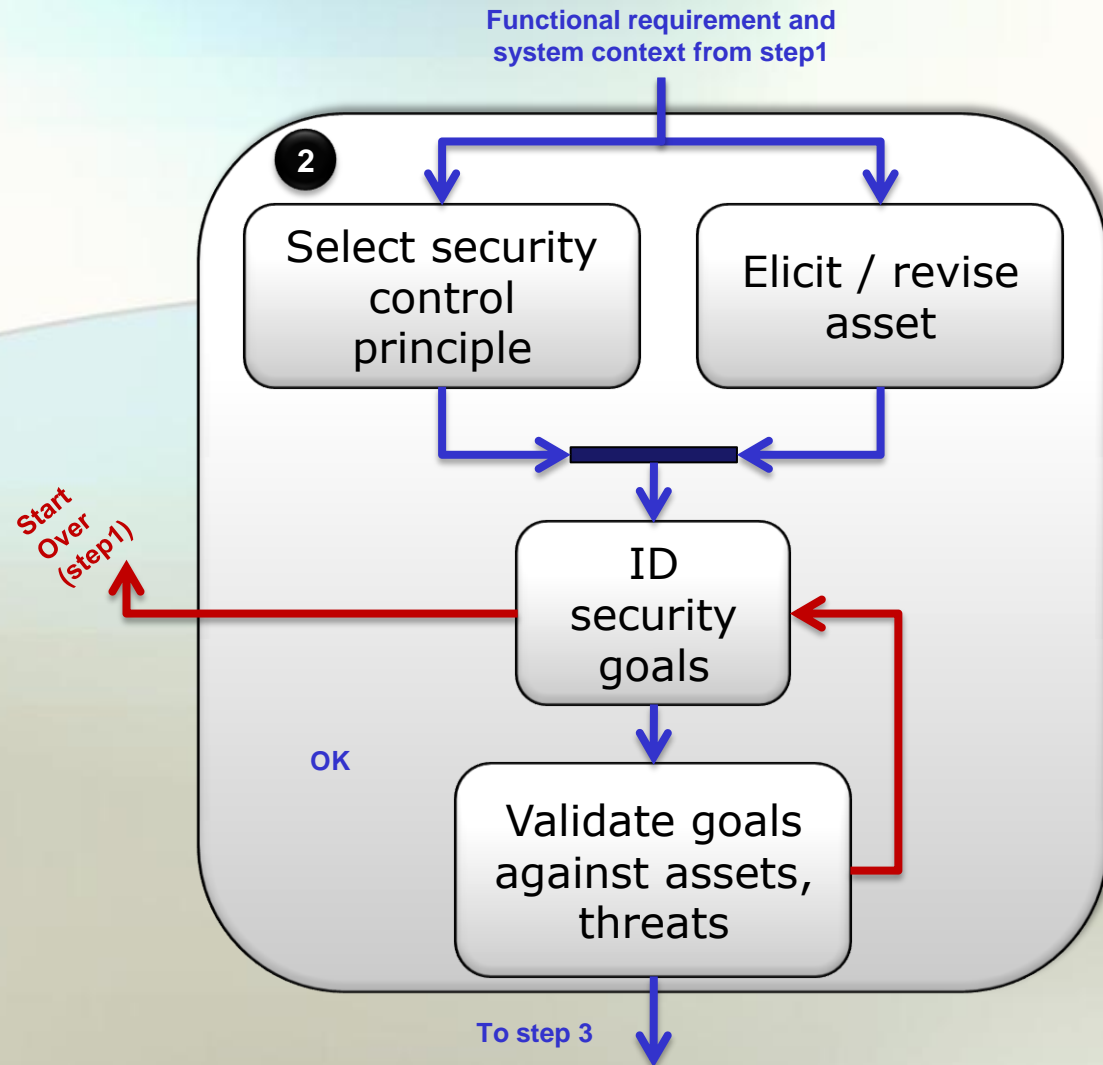 Functional requirement and
system context from step1
2
Select security
control
principle
Elicit / revise
asset
Start
Over
(step1)
ID
security
goals
OK
Validate goals
against assets,
threats
To step 3